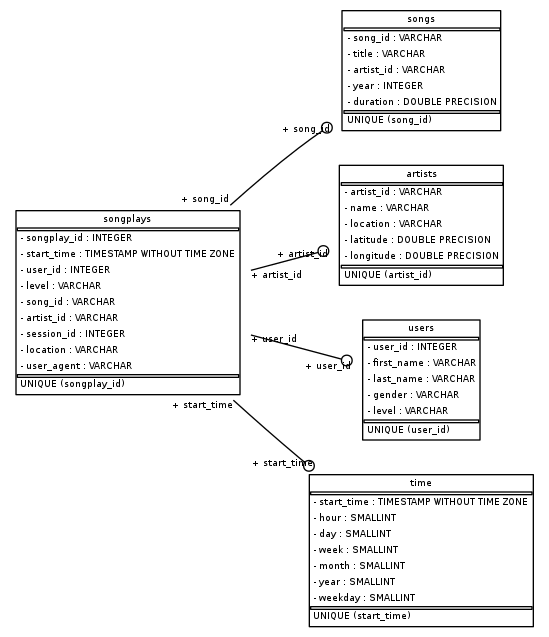 songs
- song_id : VARCHAR
- title : VARCHAR
- artist_id : VARCHAR
- year : INTEGER
- duration : DOUBLE PRECISION
UNIQUE (song_id)
+ song_id
+ song_id
artists
- artist_id : VARCHAR
- name : VARCHAR
- location : VARCHAR
- latitude : DOUBLE PRECISION
- longitude : DOUBLE PRECISION
UNIQUE (artist_id)
songplays
- songplay_id : INTEGER
- start_time : TIMESTAMP WITHOUT TIME ZONE
- user_id : INTEGER
- level : VARCHAR
- song_id : VARCHAR
- artist_id : VARCHAR
- session_id : INTEGER
- location : VARCHAR
- user_agent : VARCHAR
UNIQUE (songplay_id)
+ artist_id
+ artist_id
+ user_id
+ user_id
users
- user_id : INTEGER
- first_name : VARCHAR
- last_name : VARCHAR
- gender : VARCHAR
- level : VARCHAR
UNIQUE (user_id)
+ start_time
+ start_time
time
- start_time : TIMESTAMP WITHOUT TIME ZONE
- hour : SMALLINT
- day : SMALLINT
- week : SMALLINT
- month : SMALLINT
- year : SMALLINT
- weekday : SMALLINT
UNIQUE (start_time)